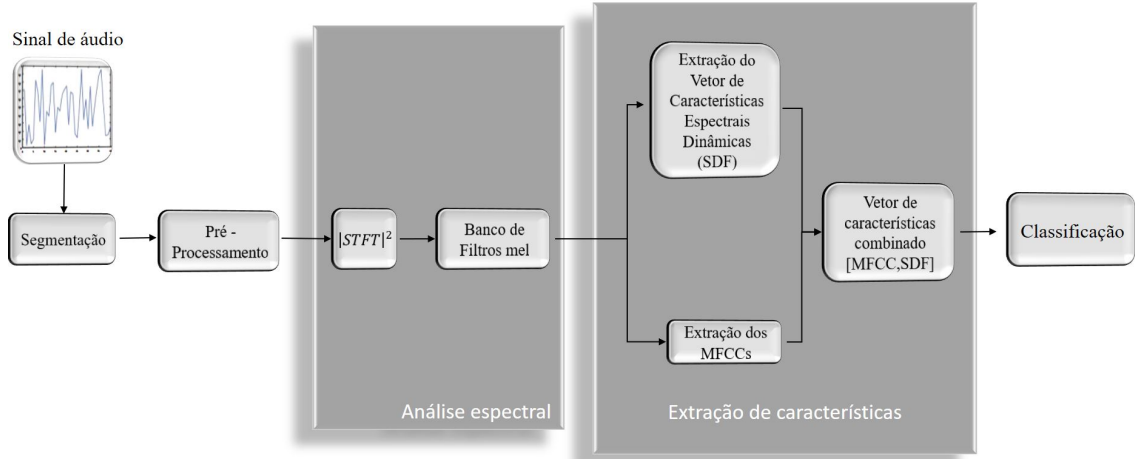 Sinal de áudio
Segmentação
Pré -
Processamento
|STFT|²
Banco de
Filtros mel
Análise espectral
Extração do
Vetor de
Características
Espectrais
Dinâmicas
(SDF)
Extração dos
MFCCs
Vetor de
características
combinado
[MFCC,SDF]
Extração de características
Classificação